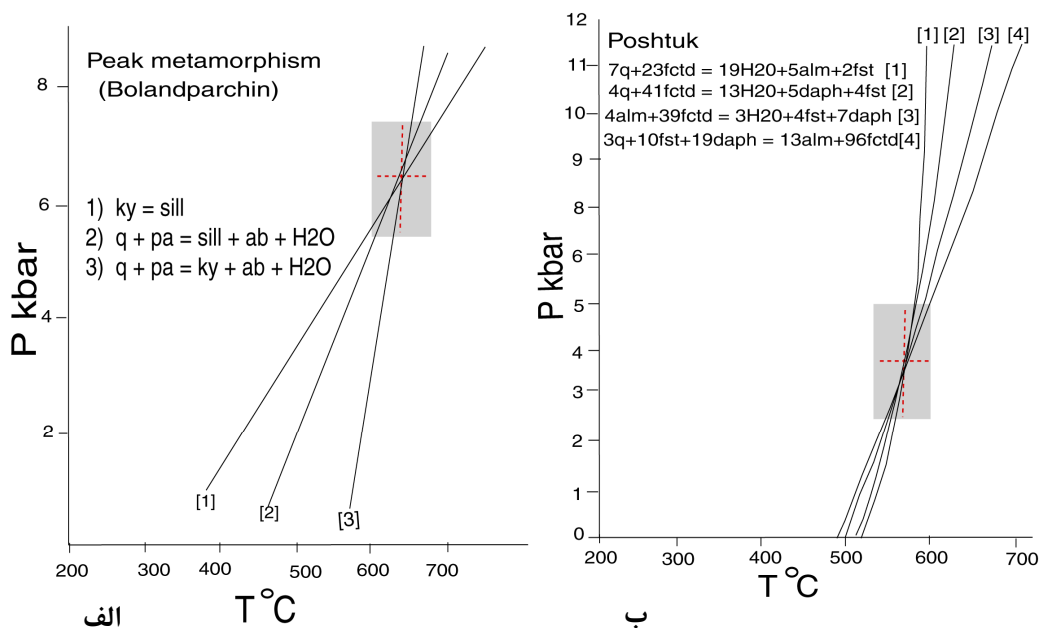 Peak metamorphism
(Bolandparchin)
1) ky = sill
2) q + pa = sill + ab + H2O
3) q + pa = ky + ab + H2O
P kbar
8
6
4
2
[1]
[2]
[3]
200
300
400
500
600
700
T °C
الف
Poshtuk
7q+23fctd = 19H20+5alm+2fst [1]
4q+41fctd = 13H20+5daph+4fst [2]
4alm+39fctd = 3H20+4fst+7daph [3]
3q+10fst+19daph = 13alm+96fctd[4]
[1] [2] [3] [4]
P kbar
12
11
10
9
8
6
5
4
3
2
1
0
200
300
400
500
600
700
T °C
ب